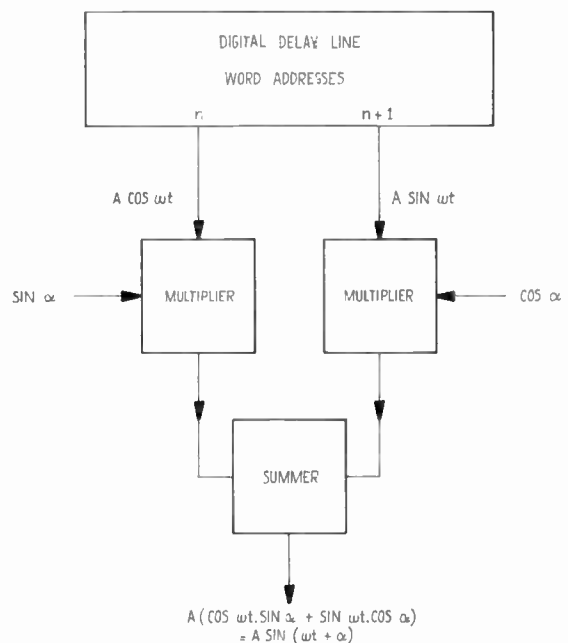 DIGITAL DELAY LINE
WORD ADDRESSES
n n + 1
A COS ωt A SIN ωt
SIN α MULTIPLIER MULTIPLIER COS α
SUMMER
A(COS ωt.SIN α + SIN ωt.COS α)
= A SIN (ωt + α)